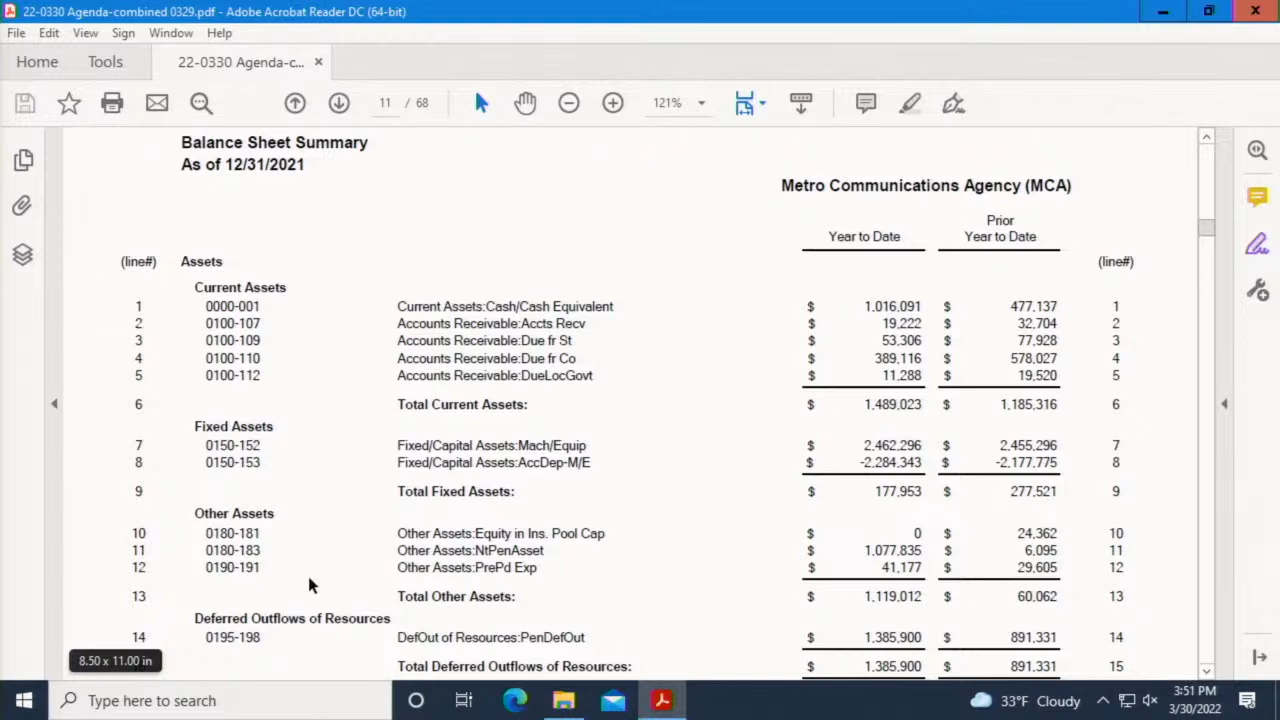 22-0330 Agenda-combined 0329.pdf - Adobe Acrobat Reader DC (64-bit)
File Edit View Sign Window Help
Home Tools 22-0330 Agenda-c... ×
11 / 68 121%
Balance Sheet Summary
As of 12/31/2021
Metro Communications Agency (MCA)
Prior
Year to Date Year to Date
(line#) Assets (line#)
Current Assets
1 0000-001 Current Assets:Cash/Cash Equivalent $ 1,016,091 $ 477,137 1
2 0100-107 Accounts Receivable:Accts Recv $ 19,222 $ 32,704 2
3 0100-109 Accounts Receivable:Due fr St $ 53,306 $ 77,928 3
4 0100-110 Accounts Receivable:Due fr Co $ 389,116 $ 578,027 4
5 0100-112 Accounts Receivable:DueLocGovt $ 11,288 $ 19,520 5
6 Total Current Assets: $ 1,489,023 $ 1,185,316 6
Fixed Assets
7 0150-152 Fixed/Capital Assets:Mach/Equip $ 2,462,296 $ 2,455,296 7
8 0150-153 Fixed/Capital Assets:AccDep-M/E $ -2,284,343 $ -2,177,775 8
9 Total Fixed Assets: $ 177,953 $ 277,521 9
Other Assets
10 0180-181 Other Assets:Equity in Ins. Pool Cap $ 0 $ 24,362 10
11 0180-183 Other Assets:NtPenAsset $ 1,077,835 $ 6,095 11
12 0190-191 Other Assets:PrePd Exp $ 41,177 $ 29,605 12
13 Total Other Assets: $ 1,119,012 $ 60,062 13
Deferred Outflows of Resources
14 0195-198 DefOut of Resources:PenDefOut $ 1,385,900 $ 891,331 14
Total Deferred Outflows of Resources: $ 1,385,900 $ 891,331 15
8.50 x 11.00 in
Type here to search
33°F Cloudy
3:51 PM
3/30/2022